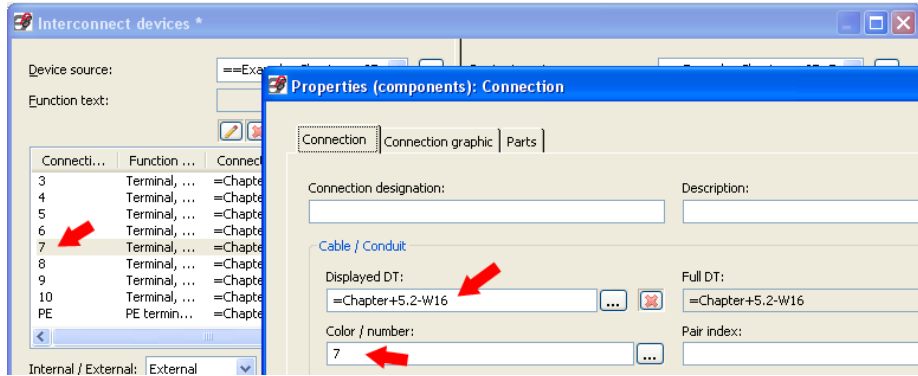 Interconnect devices *
Device source:
==Exa
Function text:
Connecti... Function ... Connect
3 Terminal, ... =Chapte
4 Terminal, ... =Chapte
5 Terminal, ... =Chapte
6 Terminal, ... =Chapte
7 Terminal, ... =Chapte
8 Terminal, ... =Chapte
9 Terminal, ... =Chapte
10 Terminal, ... =Chapte
PE PE termin... =Chapte
Internal / External: External
Properties (components): Connection
Connection Connection graphic Parts
Connection designation: Description:
Cable / Conduit
Displayed DT: Full DT:
=Chapter+5.2-W16 ... =Chapter+5.2-W16
Color / number: Pair index:
7 ...